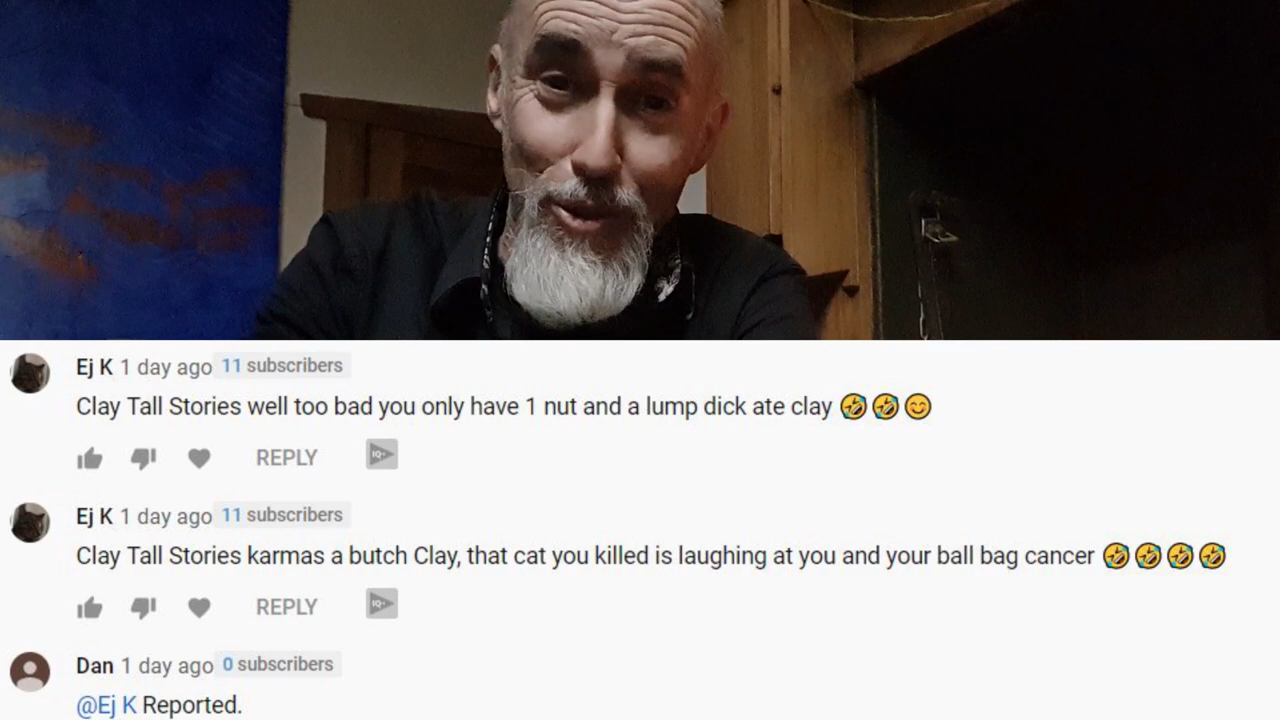 Ej K 1 day ago 11 subscribers
Clay Tall Stories well too bad you only have 1 nut and a lump dick ate clay 🤣🤣😊
REPLY IQ+
Ej K 1 day ago 11 subscribers
Clay Tall Stories karmas a butch Clay, that cat you killed is laughing at you and your ball bag cancer 🤣🤣🤣🤣
REPLY IQ+
Dan 1 day ago 0 subscribers
@Ej K Reported.